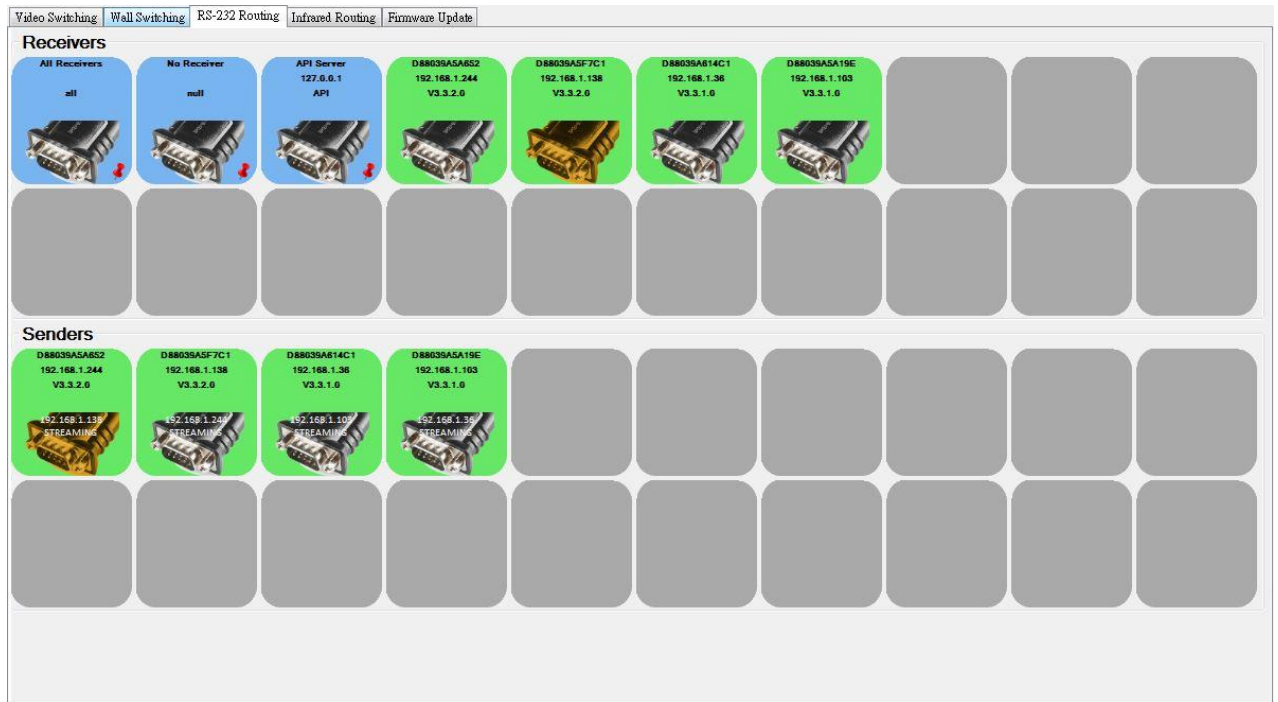 Video Switching
Wall Switching
RS-232 Routing
Infrared Routing
Firmware Update
Receivers
All Receivers
all
No Receiver
null
API Server
127.0.0.1
API
D88039A5A652
192.168.1.244
V3.3.2.0
D88039A5F7C1
192.168.1.138
V3.3.2.0
D88039A614C1
192.168.1.36
V3.3.1.0
D88039A5A19E
192.168.1.103
V3.3.1.0
Senders
D88039A5A652
192.168.1.244
V3.3.2.0
192.168.1.138
STREAMING
D88039A5F7C1
192.168.1.138
V3.3.2.0
192.168.1.244
STREAMING
D88039A614C1
192.168.1.36
V3.3.1.0
192.168.1.103
STREAMING
D88039A5A19E
192.168.1.103
V3.3.1.0
192.168.1.36
STREAMING